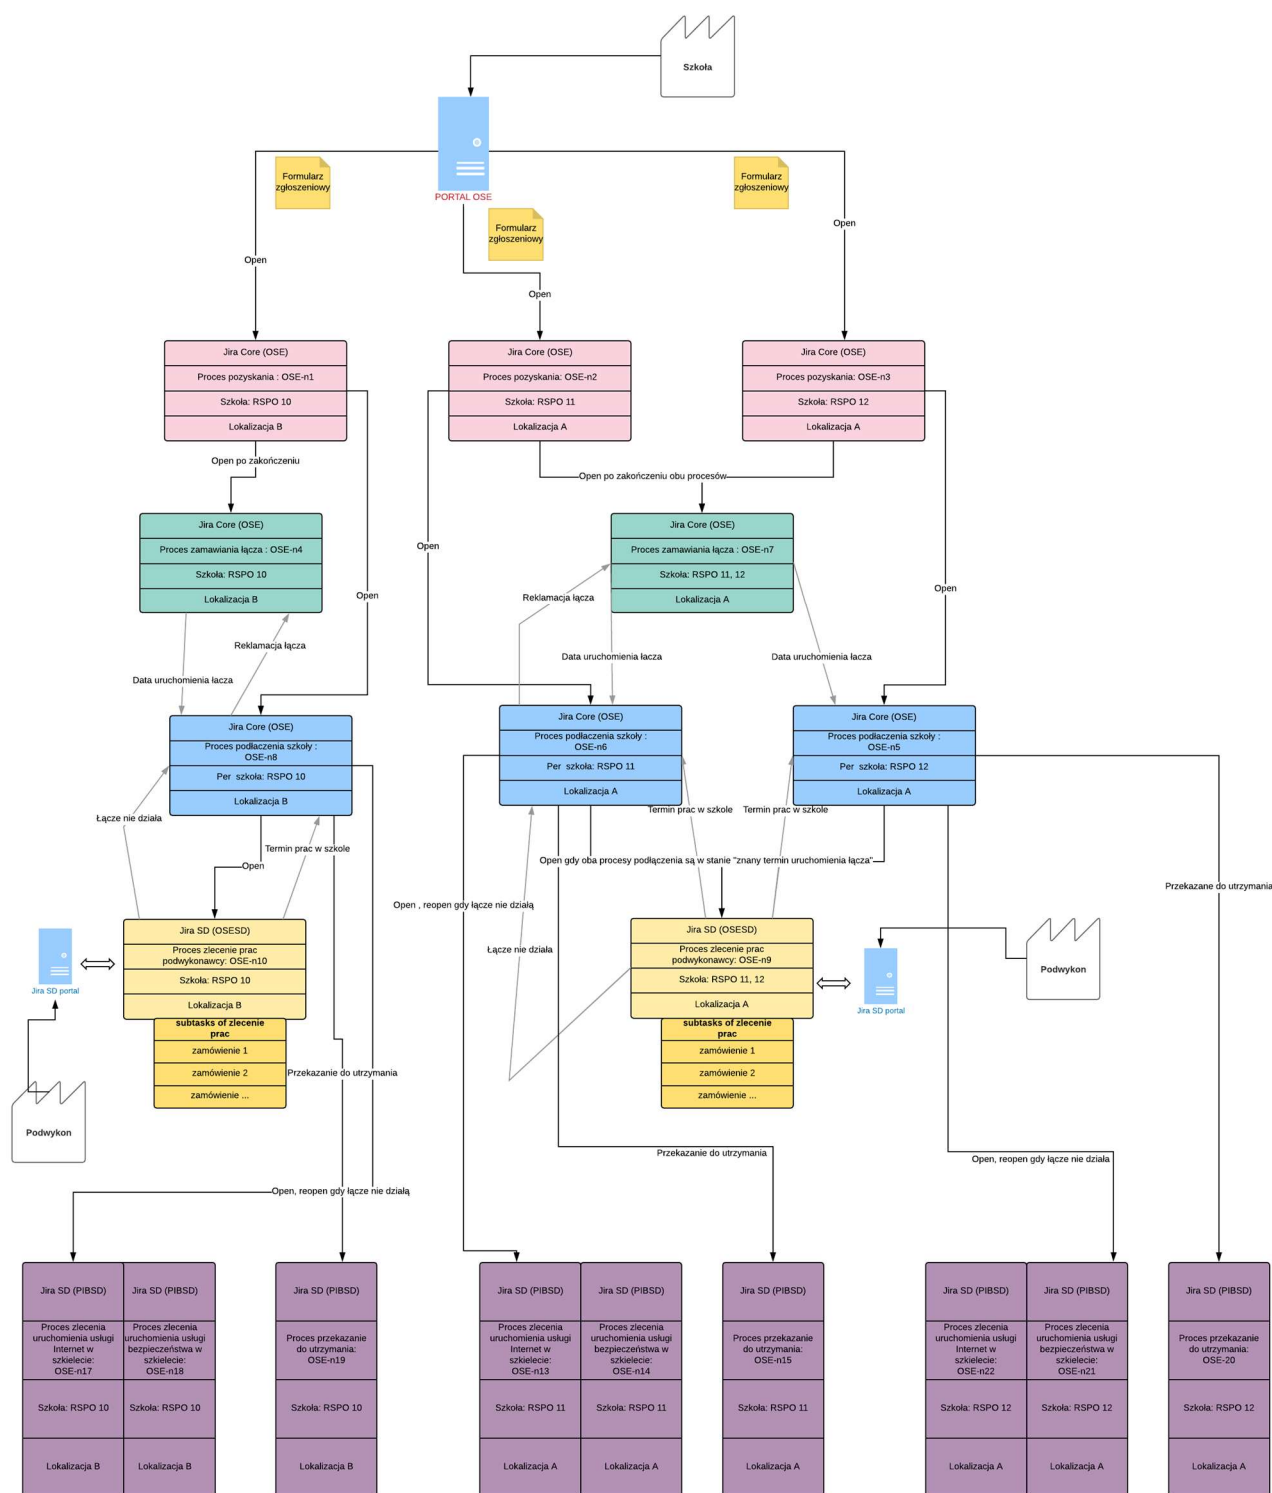 Szkoła
PORTAL OSE
Formularz
zgłoszeniowy
Formularz
zgłoszeniowy
Formularz
zgłoszeniowy
Open
Open
Open
Jira Core (OSE)
Proces pozyskania : OSE-n1
Szkoła: RSPO 10
Lokalizacja B
Jira Core (OSE)
Proces pozyskania: OSE-n2
Szkoła: RSPO 11
Lokalizacja A
Jira Core (OSE)
Proces pozyskania: OSE-n3
Szkoła: RSPO 12
Lokalizacja A
Open po zakończeniu
Open po zakończeniu obu procesów
Jira Core (OSE)
Proces zamawiania łącza : OSE-n4
Szkoła: RSPO 10
Lokalizacja B
Jira Core (OSE)
Proces zamawiania łącza : OSE-n7
Szkoła: RSPO 11, 12
Lokalizacja A
Open
Open
Open
Reklamacja łącza
Data uruchomienia łacza
Reklamacja łącza
Data uruchomienia łacza
Data uruchomienia łacza
Jira Core (OSE)
Proces podłaczenia szkoły :
OSE-n8
Per szkoła: RSPO 10
Lokalizacja B
Jira Core (OSE)
Proces podłaczenia szkoły :
OSE-n6
Per szkoła: RSPO 11
Lokalizacja A
Jira Core (OSE)
Proces podłaczenia szkoły :
OSE-n5
Per szkoła: RSPO 12
Lokalizacja A
Łącze nie działa
Termin prac w szkole
Open
Termin prac w szkole
Termin prac w szkole
Open gdy oba procesy podłączenia są w stanie "znany termin uruchomienia łącza"
Przekazane do utrzymania
Open , reopen gdy łącze nie działą
Łącze nie działa
Jira SD (OSESD)
Proces zlecenie prac
podwykonawcy: OSE-n10
Szkoła: RSPO 10
Lokalizacja B
subtasks of zlecenie
prac
zamówienie 1
zamówienie 2
zamówienie ...
Jira SD portal
Podwykon
Jira SD (OSESD)
Proces zlecenie prac
podwykonawcy: OSE-n9
Szkoła: RSPO 11, 12
Lokalizacja A
subtasks of zlecenie
prac
zamówienie 1
zamówienie 2
zamówienie ...
Jira SD portal
Podwykon
Przekazanie do utrzymania
Przekazanie do utrzymania
Open, reopen gdy łącze nie działa
Open, reopen gdy łącze nie działą
Jira SD (PIBSD)
Proces zlecenia
uruchomienia usługi
Internet w
szkielecie:
OSE-n17
Szkoła: RSPO 10
Lokalizacja B
Jira SD (PIBSD)
Proces zlecenia
uruchomienia usługi
bezpieczeństwa w
szkielecie:
OSE-n18
Szkoła: RSPO 10
Lokalizacja B
Jira SD (PIBSD)
Proces przekazanie
do utrzymania:
OSE-n19
Szkoła: RSPO 10
Lokalizacja B
Jira SD (PIBSD)
Proces zlecenia
uruchomienia usługi
Internet w
szkielecie:
OSE-n13
Szkoła: RSPO 11
Lokalizacja A
Jira SD (PIBSD)
Proces zlecenia
uruchomienia usługi
bezpieczeństwa w
szkielecie:
OSE-n14
Szkoła: RSPO 11
Lokalizacja A
Jira SD (PIBSD)
Proces przekazanie
do utrzymania:
OSE-n15
Szkoła: RSPO 11
Lokalizacja A
Jira SD (PIBSD)
Proces zlecenia
uruchomienia usługi
Internet w
szkielecie:
OSE-n22
Szkoła: RSPO 12
Lokalizacja A
Jira SD (PIBSD)
Proces zlecenia
uruchomienia usługi
bezpieczeństwa w
szkielecie:
OSE-n21
Szkoła: RSPO 12
Lokalizacja A
Jira SD (PIBSD)
Proces przekazanie
do utrzymania:
OSE-20
Szkoła: RSPO 12
Lokalizacja A